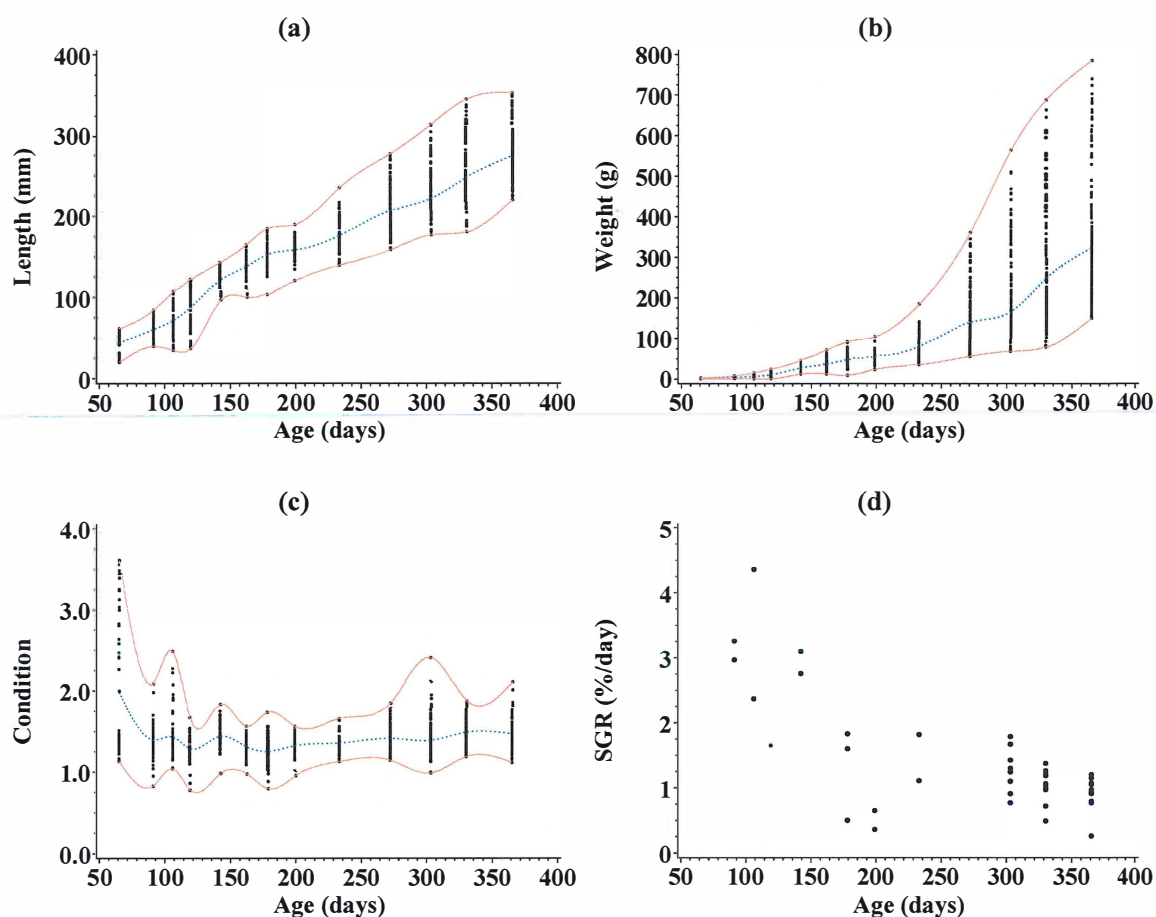 (a)
400
300
200
100
0
Length (mm)
50 100 150 200 250 300 350 400
Age (days)
(b)
800
700
600
500
400
300
200
100
0
Weight (g)
50 100 150 200 250 300 350 400
Age (days)
(c)
4.0
3.0
2.0
1.0
0.0
Condition
50 100 150 200 250 300 350 400
Age (days)
(d)
5
4
3
2
1
0
SGR (%/day)
50 100 150 200 250 300 350 400
Age (days)